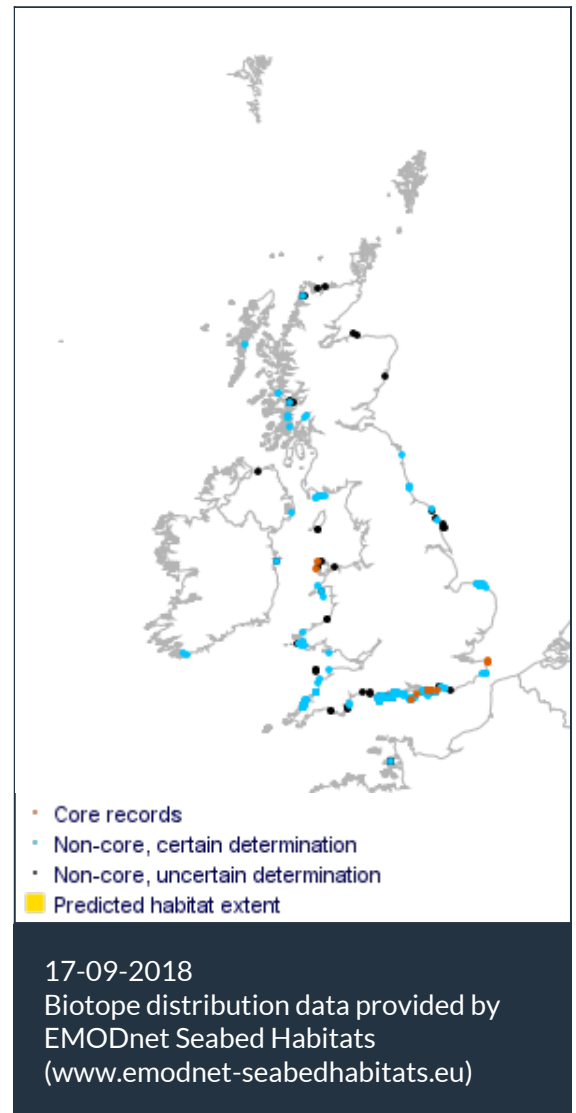 Core records
Non-core, certain determination
Non-core, uncertain determination
Predicted habitat extent
17-09-2018
Biotope distribution data provided by
EMODnet Seabed Habitats
(www.emodnet-seabedhabitats.eu)